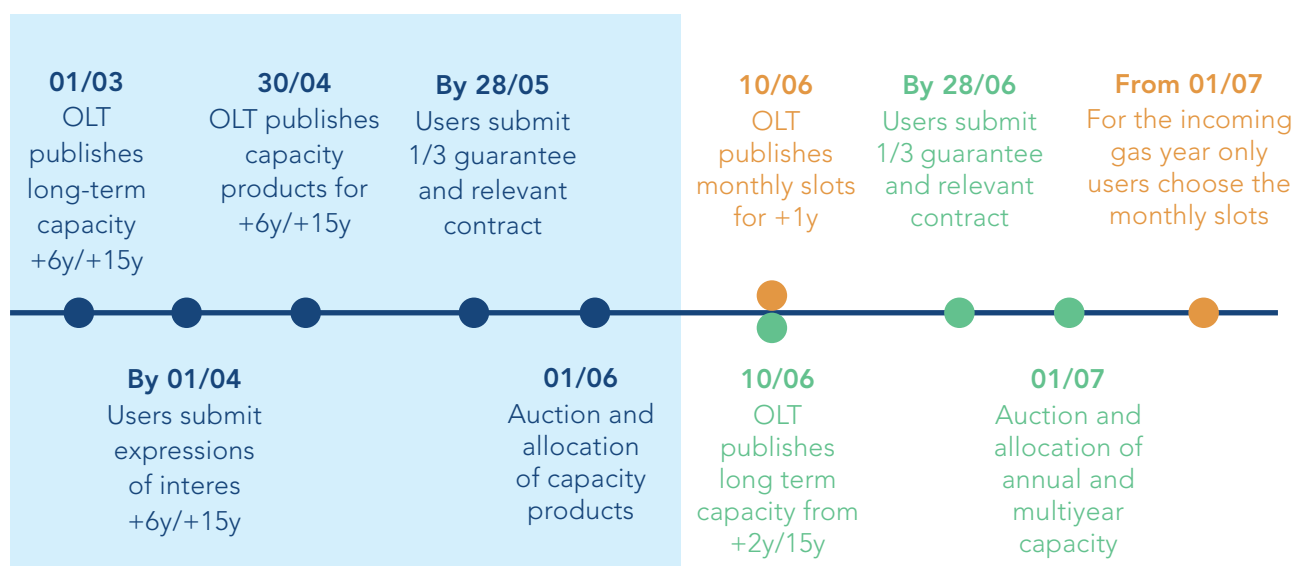 01/03
OLT
publishes
long-term
capacity
+6y/+15y
By 01/04
Users submit
expressions
of interes
+6y/+15y
30/04
OLT publishes
capacity
products for
+6y/+15y
By 28/05
Users submit
1/3 guarantee
and relevant
contract
01/06
Auction and
allocation
of capacity
products
10/06
OLT
publishes
monthly slots
for +1y
10/06
OLT
publishes
long term
capacity from
+2y/15y
By 28/06
Users submit
1/3 guarantee
and relevant
contract
01/07
Auction and
allocation of
annual and
multiyear
capacity
From 01/07
For the incoming
gas year only
users choose the
monthly slots